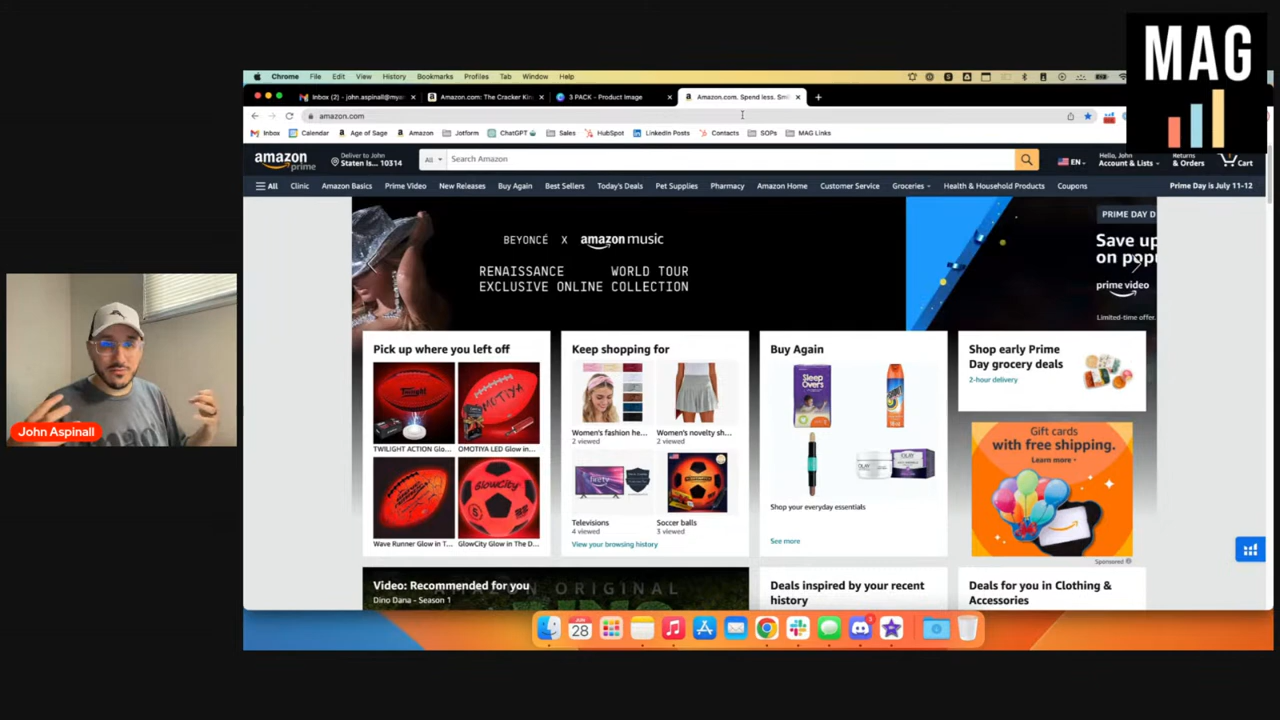 MAG
Chrome File Edit View History Bookmarks Profiles Tab Window Help
Inbox (2) - john.aspinall@mya
Amazon.com: The Cracker Kin
3 PACK - Product Image
Amazon.com. Spend less. Smi
amazon.com
Inbox Calendar Age of Sage Amazon Jotform ChatGPT Sales HubSpot LinkedIn Posts Contacts SOPs MAG Links
amazon prime
Deliver to John
Staten Is... 10314
All
Search Amazon
EN
Hello, John
Account & Lists
Returns
& Orders
Cart
All Clinic Amazon Basics Prime Video New Releases Buy Again Best Sellers Today's Deals Pet Supplies Pharmacy Amazon Home Customer Service Groceries Health & Household Products Coupons Prime Day is July 11-12
BEYONCÉ X amazon music
RENAISSANCE WORLD TOUR
EXCLUSIVE ONLINE COLLECTION
PRIME DAY D
Save up
on popu
prime video
Limited-time offer.
Pick up where you left off
TWILIGHT ACTION Glo...
OMOTIYA LED Glow in...
Wave Runner Glow in T...
GlowCity Glow in The D...
Keep shopping for
Women's fashion he...
2 viewed
Women's novelty sh...
2 viewed
firetv
Televisions
4 viewed
Soccer balls
3 viewed
View your browsing history
Buy Again
Sleep
Overs
OLAY
Shop your everyday essentials
See more
Shop early Prime
Day grocery deals
2-hour delivery
Gift cards
with free shipping.
Learn more
Sponsored
Video: Recommended for you
Dino Dana - Season 1
AMAZON ORIGINAL
Deals inspired by your recent
history
Deals for you in Clothing &
Accessories
John Aspinall
JUN
28